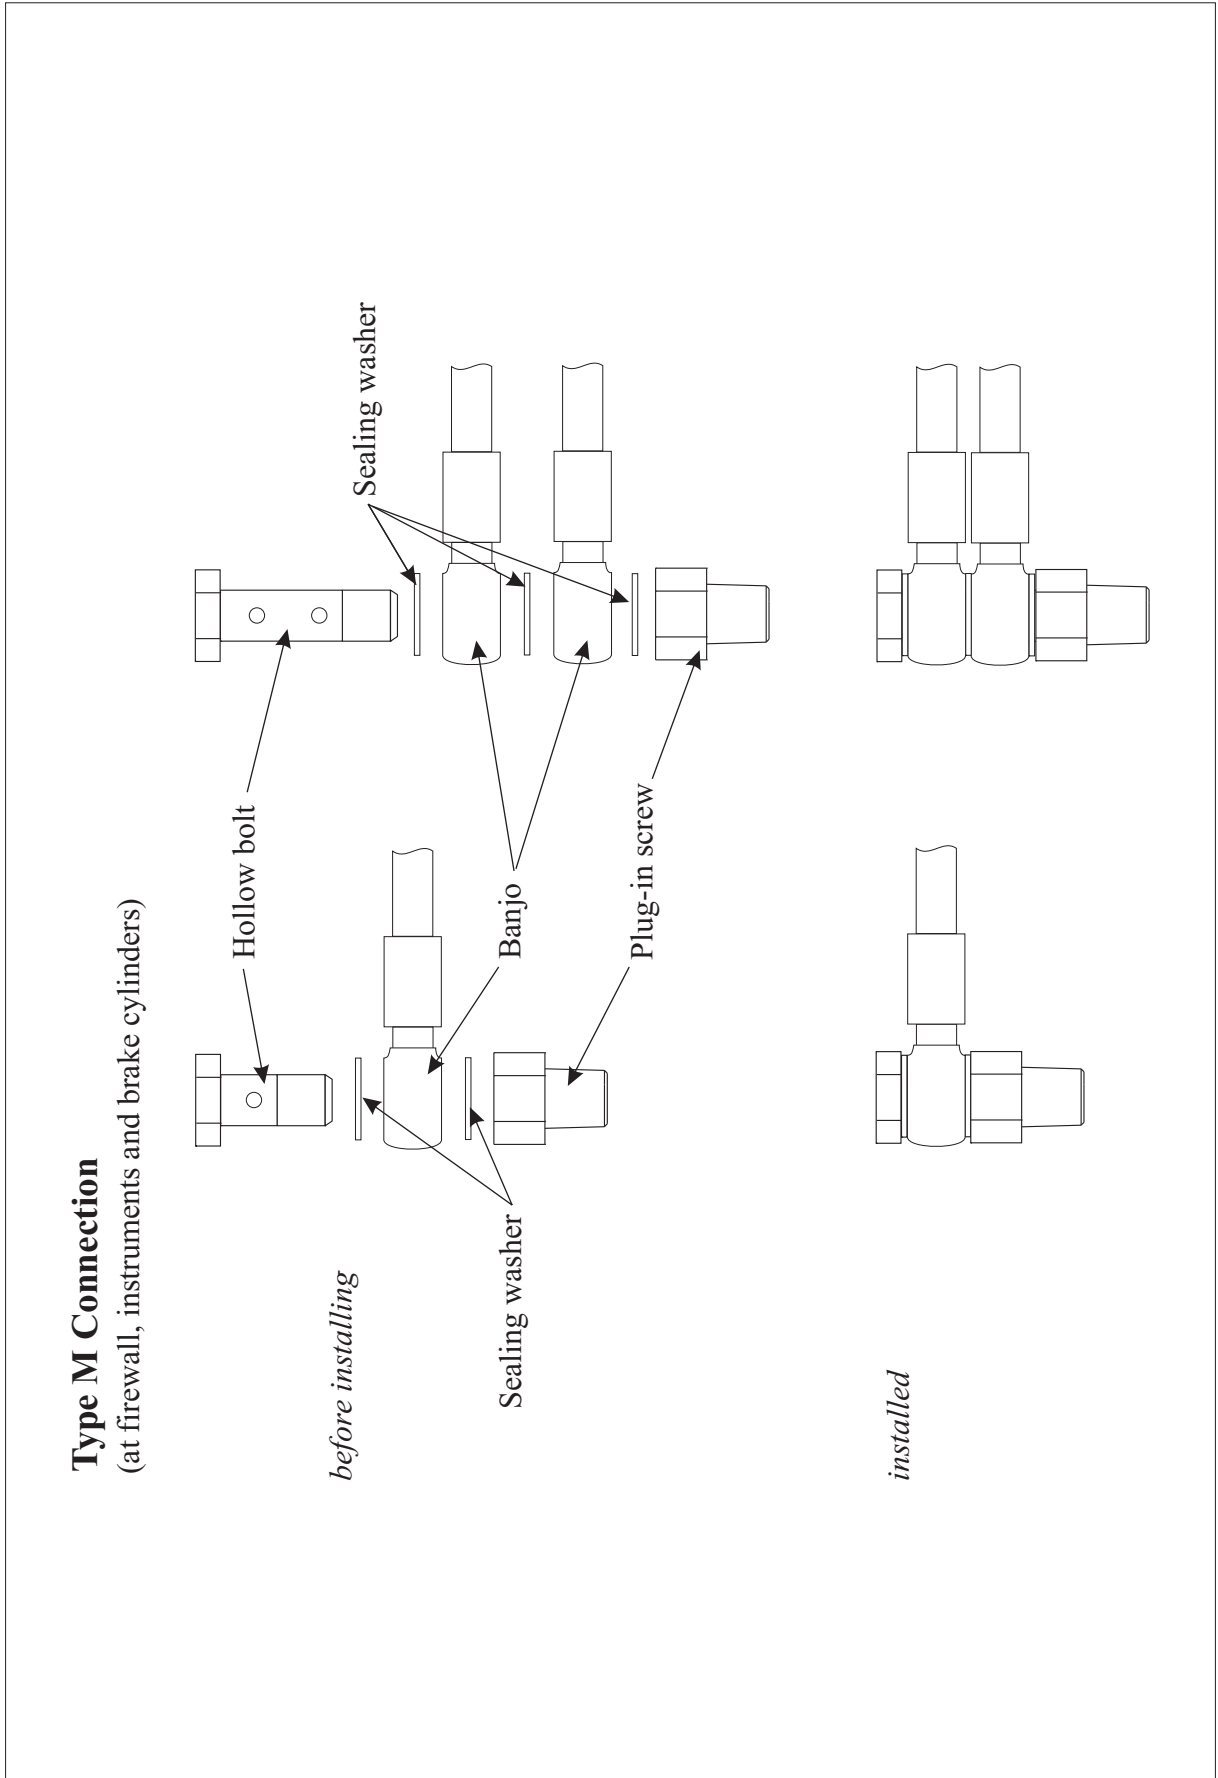 Type M Connection
(at firewall, instruments and brake cylinders)
Hollow bolt
before installing
Sealing washer
Sealing washer
Banjo
Plug-in screw
installed